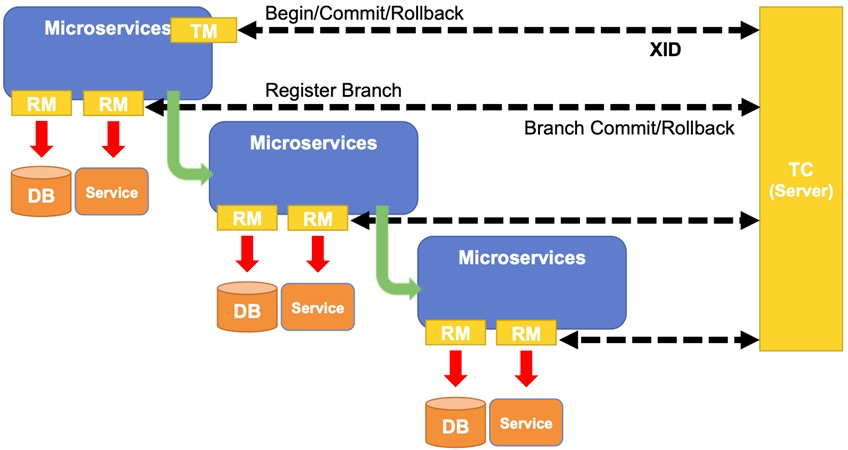 Begin/Commit/Rollback
Microservices
TM
XID
Register Branch
RM
RM
Branch Commit/Rollback
Microservices
TC
(Server)
DB
Service
RM
RM
Microservices
DB
Service
RM
RM
DB
Service